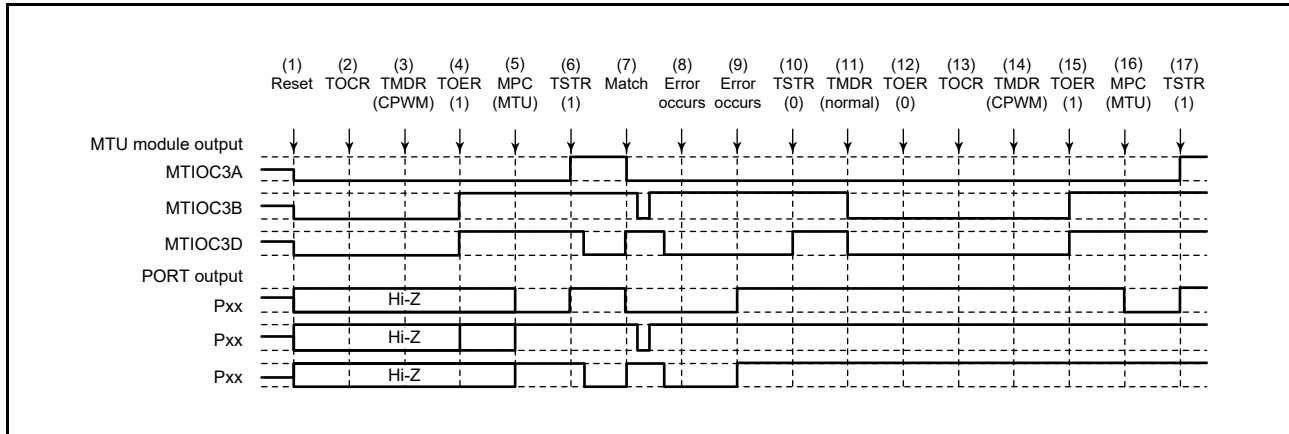 (1) (2) (3) (4) (5) (6) (7) (8) (9) (10) (11) (12) (13) (14) (15) (16) (17)
Reset TOCR TMDR TOER MPC TSTR Match Error Error TSTR TMDR TOER TOCR TMDR TOER MPC TSTR
(CPWM) (1) (MTU) (1) occurs occurs (0) (normal) (0) (CPWM) (1) (MTU) (1)
MTU module output
MTIOC3A
MTIOC3B
MTIOC3D
PORT output
Pxx Hi-Z
Pxx Hi-Z
Pxx Hi-Z